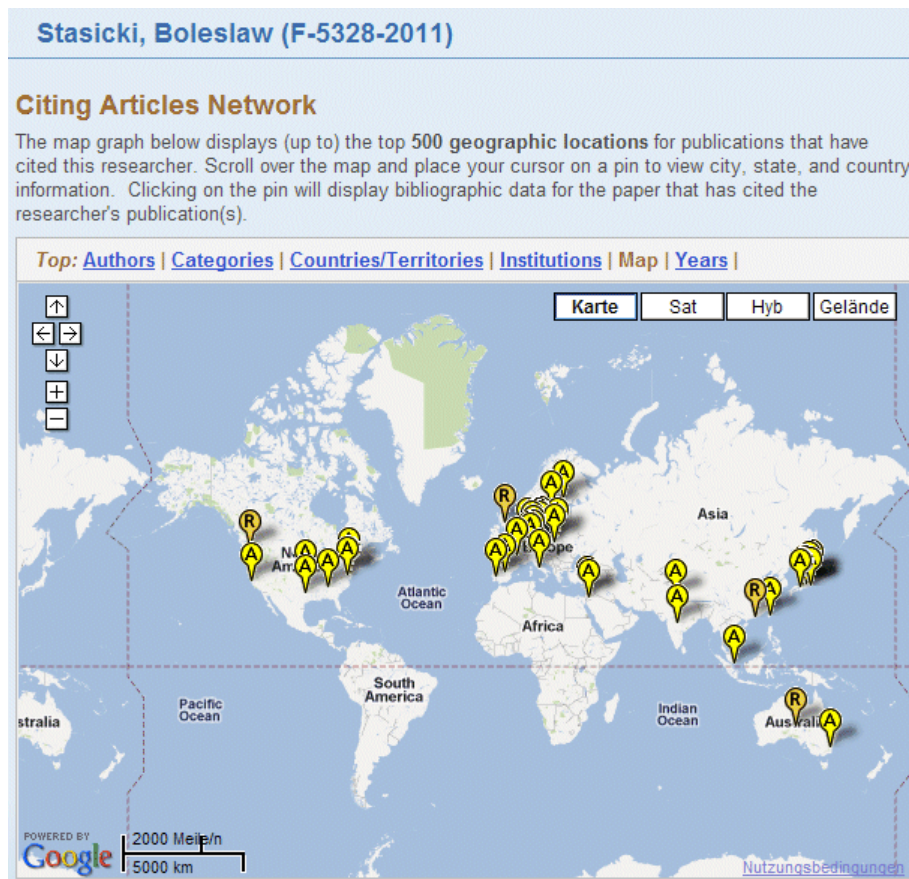 Stasicki, Boleslaw (F-5328-2011)
Citing Articles Network
The map graph below displays (up to) the top 500 geographic locations for publications that have
cited this researcher. Scroll over the map and place your cursor on a pin to view city, state, and country
information. Clicking on the pin will display bibliographic data for the paper that has cited the
researcher's publication(s).
Top: Authors | Categories | Countries/Territories | Institutions | Map | Years |
Karte Sat Hyb Gelände
Asia
Europe
Atlantic
Ocean
Africa
South
America
Pacific
Ocean
Indian
Ocean
stralia
POWERED BY
Google
2000 Meile/n
5000 km
Nutzungsbedingungen